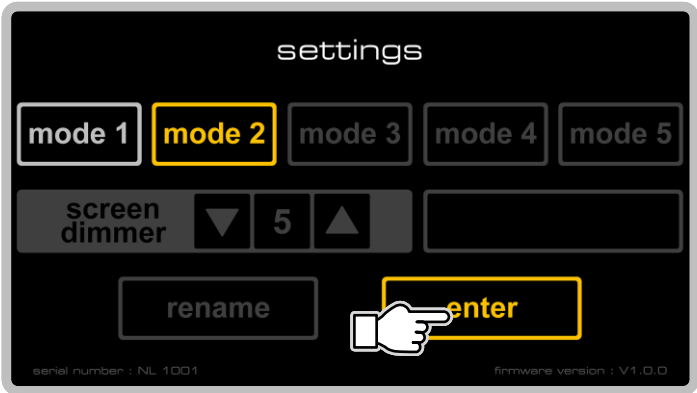 settings
mode 1 mode 2 mode 3 mode 4 mode 5
screen
dimmer
5
rename enter
serial number : NL 1001 firmware version : V1.0.0